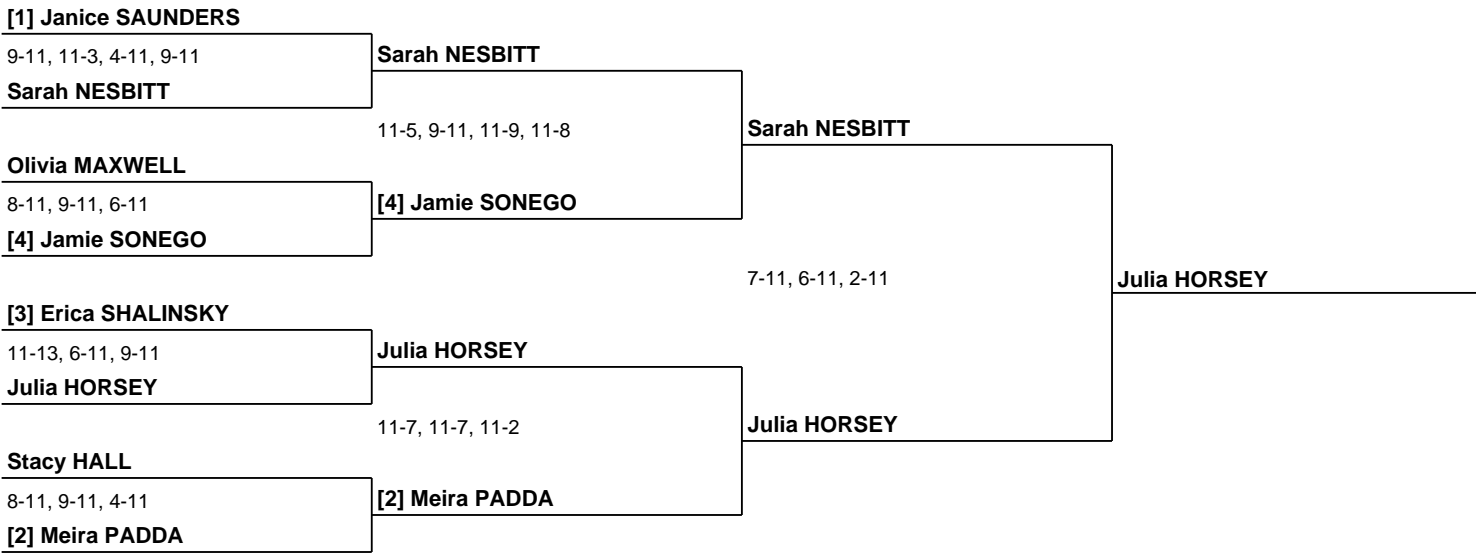 [1] Janice SAUNDERS
9-11, 11-3, 4-11, 9-11
Sarah NESBITT
Sarah NESBITT
11-5, 9-11, 11-9, 11-8
Sarah NESBITT
Olivia MAXWELL
8-11, 9-11, 6-11
[4] Jamie SONEGO
[4] Jamie SONEGO
7-11, 6-11, 2-11
Julia HORSEY
[3] Erica SHALINSKY
11-13, 6-11, 9-11
Julia HORSEY
Julia HORSEY
11-7, 11-7, 11-2
Julia HORSEY
Stacy HALL
8-11, 9-11, 4-11
[2] Meira PADDA
[2] Meira PADDA